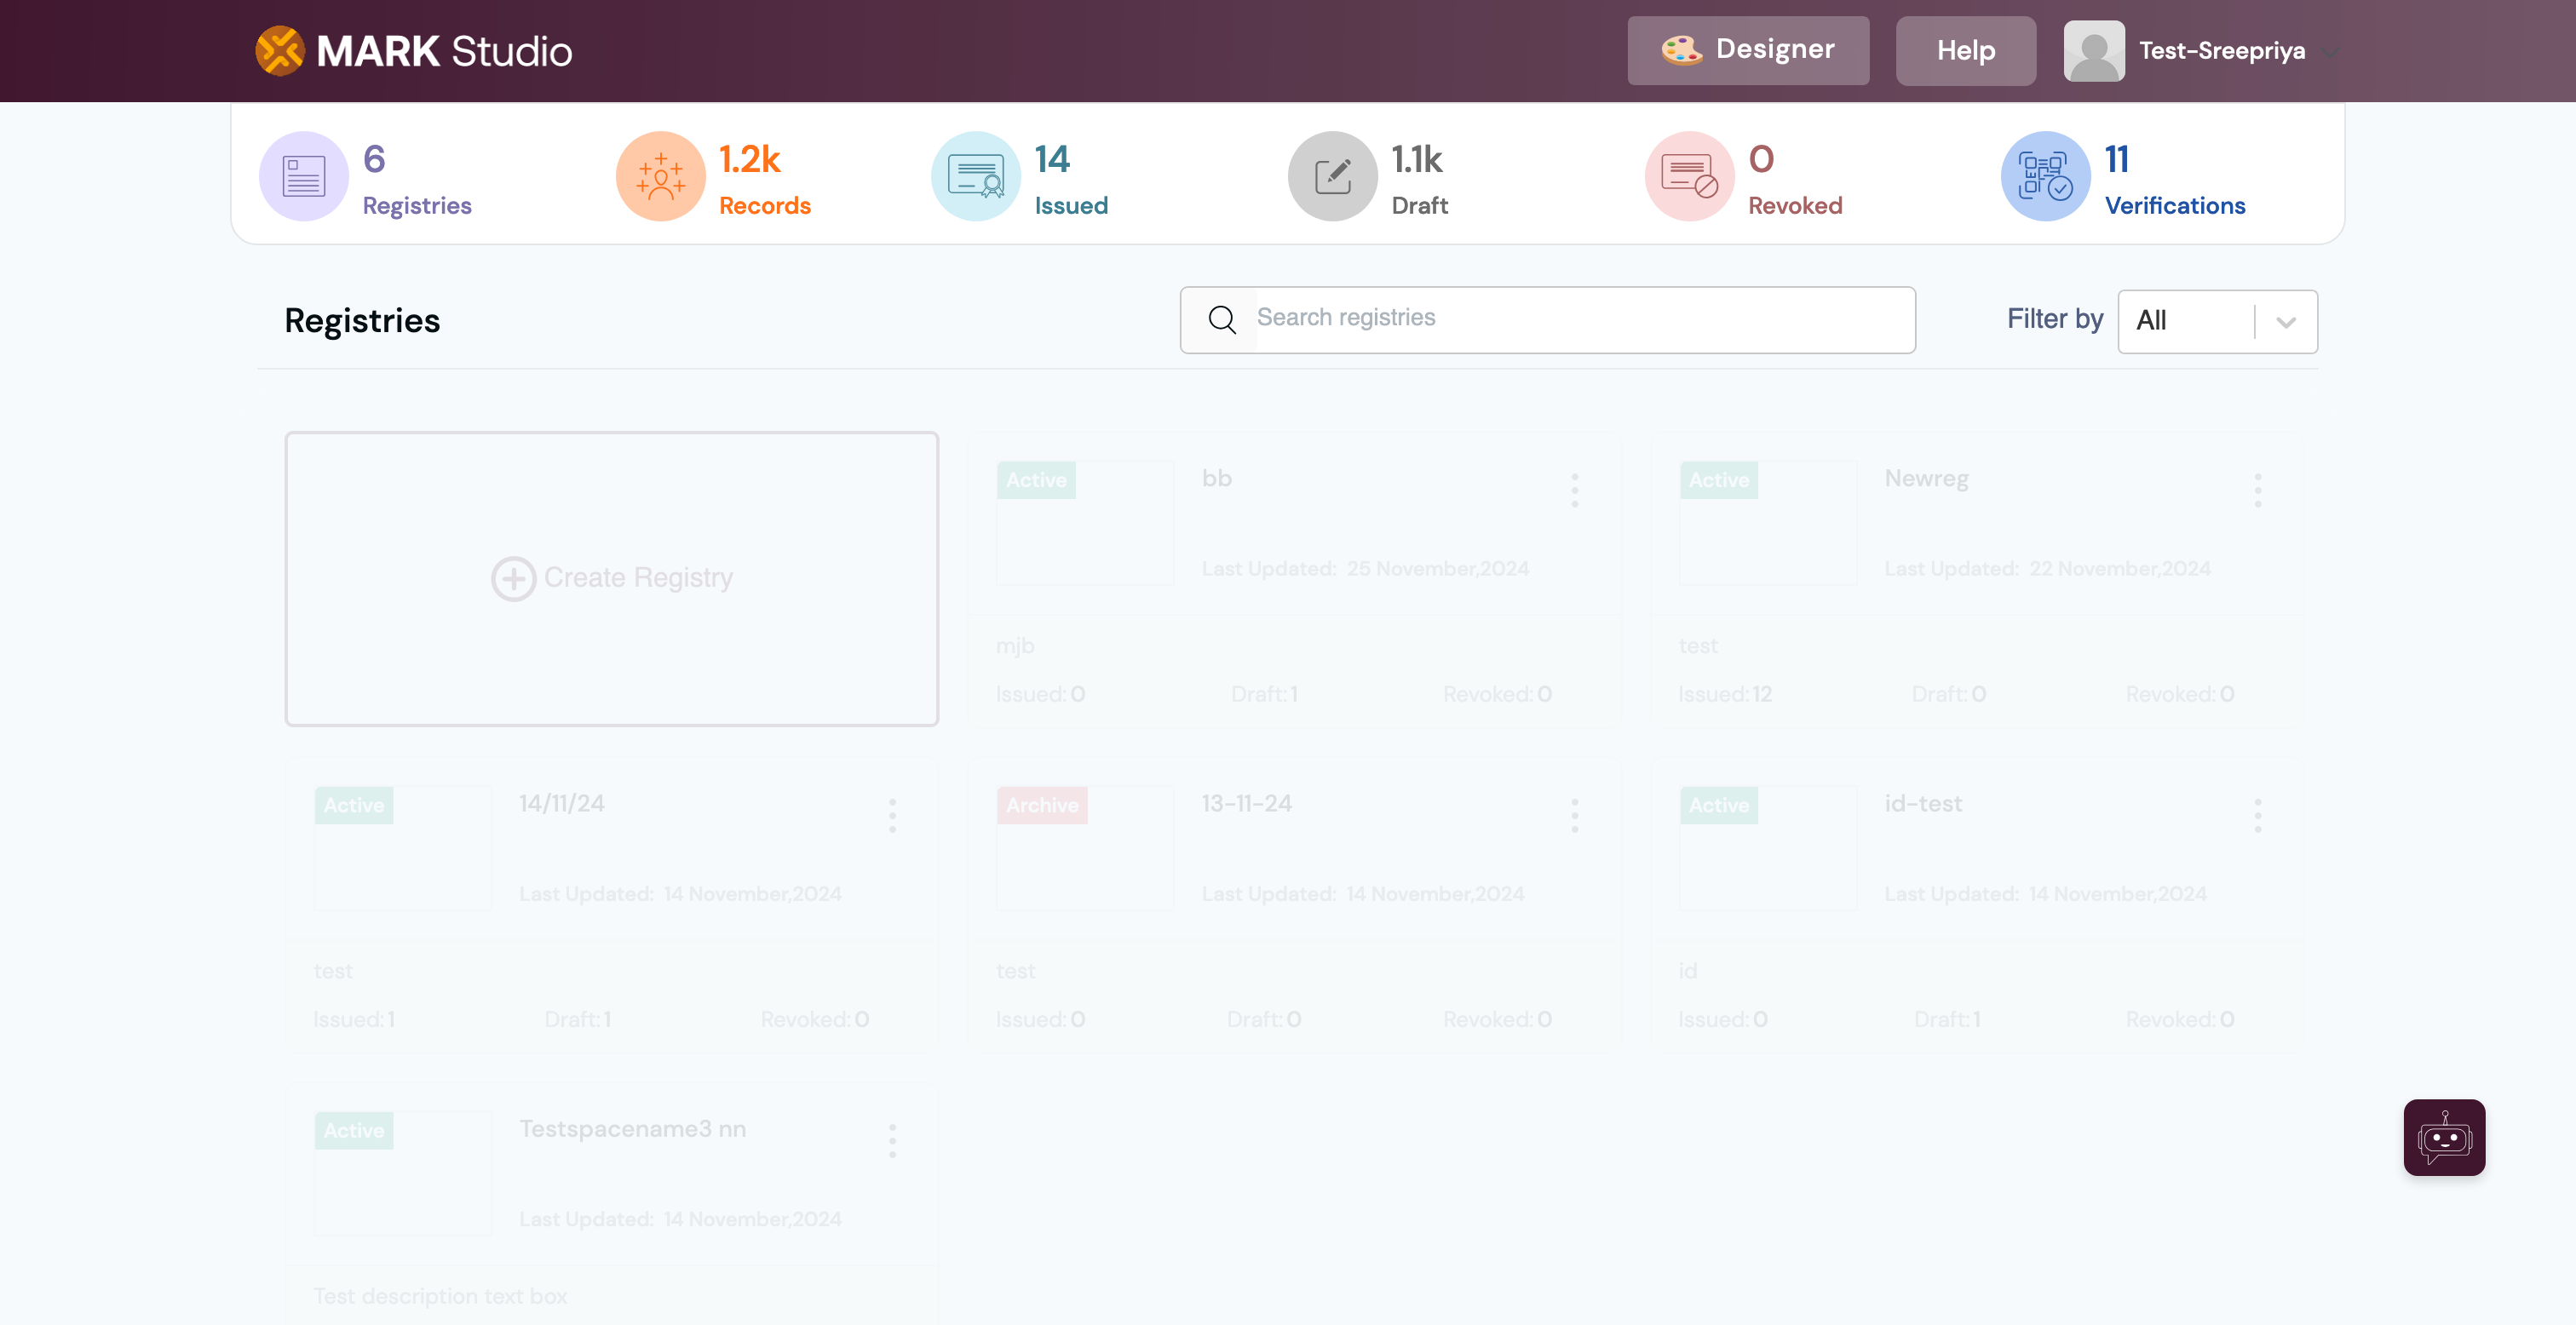 MARK Studio
Designer
Help
Test-Sreepriya
6
Registries
1.2k
Records
14
Issued
1.1k
Draft
0
Revoked
11
Verifications
Registries
Search registries
Filter by
All
Create Registry
Active
bb
Last Updated: 25 November,2024
mjb
Issued: 0 Draft: 1 Revoked: 0
Active
Newreg
Last Updated: 22 November,2024
test
Issued: 12 Draft: 0 Revoked: 0
Active
14/11/24
Last Updated: 14 November,2024
test
Issued: 1 Draft: 1 Revoked: 0
Archive
13-11-24
Last Updated: 14 November,2024
test
Issued: 0 Draft: 0 Revoked: 0
Active
id-test
Last Updated: 14 November,2024
id
Issued: 0 Draft: 1 Revoked: 0
Active
Testspacename3 nn
Last Updated: 14 November,2024
Test description text box